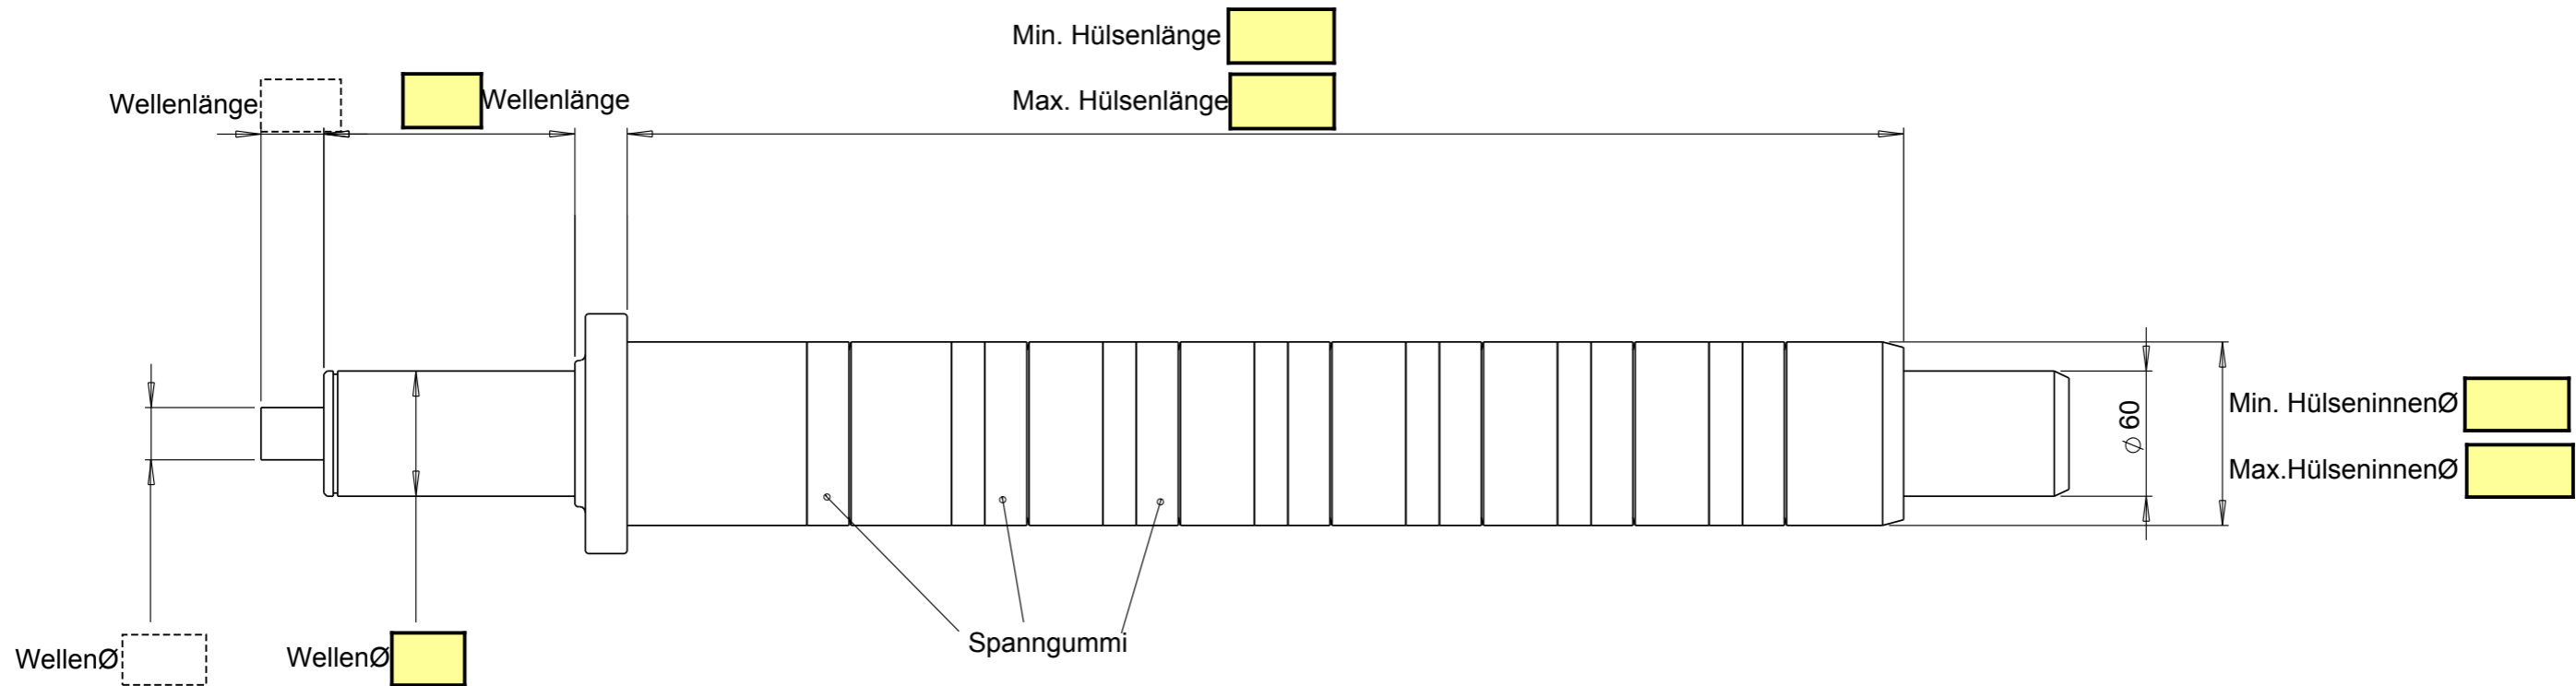 Min. Hülsenlänge
Wellenlänge
Wellenlänge
Max. Hülsenlänge
Min. HülseninnenØ
∅ 60
Max.HülseninnenØ
Spanngummi
WellenØ
WellenØ